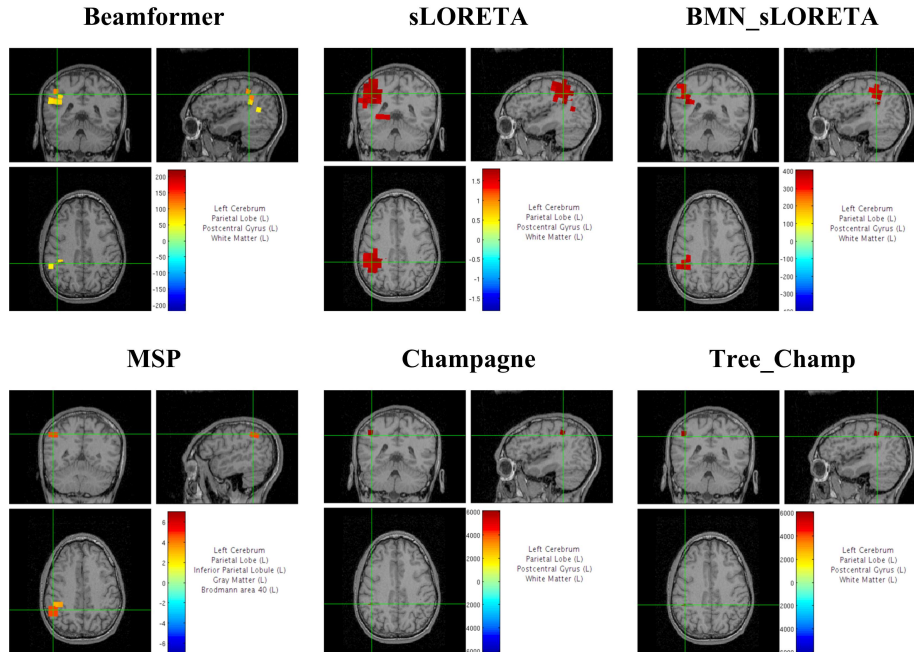 Beamformer
sLORETA
BMN_sLORETA
200
150
100
50
0
-50
-100
-150
-200
Left Cerebrum
Parietal Lobe (L)
Postcentral Gyrus (L)
White Matter (L)
1.5
1
0.5
0
-0.5
-1
-1.5
Left Cerebrum
Parietal Lobe (L)
Postcentral Gyrus (L)
White Matter (L)
400
300
200
100
0
-100
-200
-300
-400
Left Cerebrum
Parietal Lobe (L)
Postcentral Gyrus (L)
White Matter (L)
MSP
Champagne
Tree_Champ
6
4
2
0
-2
-4
-6
Left Cerebrum
Parietal Lobe (L)
Inferior Parietal Lobule (L)
Gray Matter (L)
Brodmann area 40 (L)
6000
4000
2000
0
2000
4000
6000
Left Cerebrum
Parietal Lobe (L)
Postcentral Gyrus (L)
White Matter (L)
6000
4000
2000
0
2000
4000
6000
Left Cerebrum
Parietal Lobe (L)
Postcentral Gyrus (L)
White Matter (L)